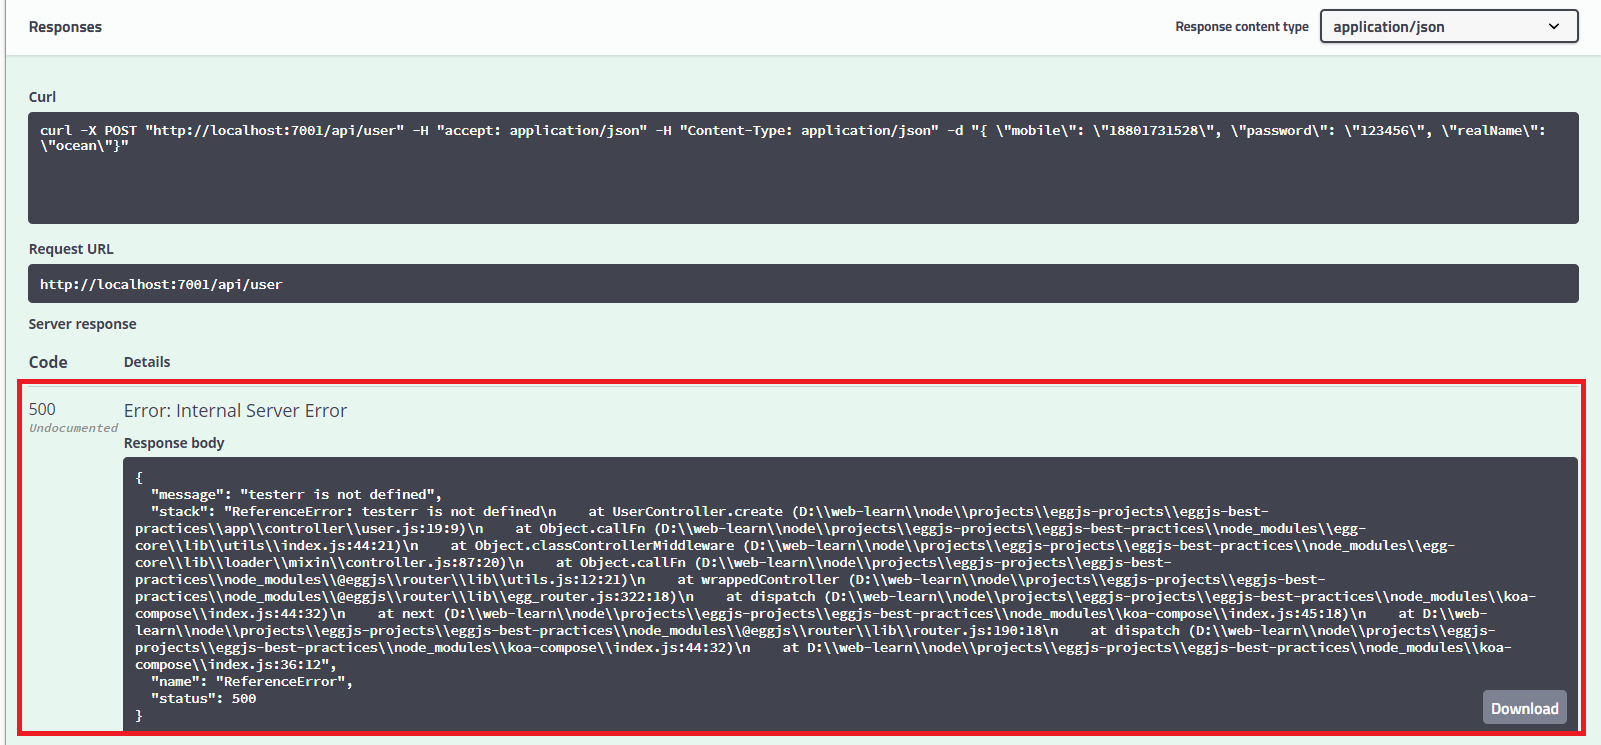 Responses
Response content type
application/json
Curl
curl -X POST "http://localhost:7001/api/user" -H "accept: application/json" -H "Content-Type: application/json" -d "{ \"mobile\": \"18801731528\", \"password\": \"123456\", \"realName\":
\"ocean\"}"
Request URL
http://localhost:7001/api/user
Server response
Code
Details
500
Undocumented
Error: Internal Server Error
Response body
{
  "message": "testerr is not defined",
  "stack": "ReferenceError: testerr is not defined\n    at UserController.create (D:\\web-learn\\node\\projects\\eggjs-projects\\eggjs-best-
practices\\app\\controller\\user.js:19:9)\n    at Object.callFn (D:\\web-learn\\node\\projects\\eggjs-projects\\eggjs-best-practices\\node_modules\\egg-
core\\lib\\utils\\index.js:44:21)\n    at Object.classControllerMiddleware (D:\\web-learn\\node\\projects\\eggjs-projects\\eggjs-best-practices\\node_modules\\egg-
core\\lib\\loader\\mixin\\controller.js:87:20)\n    at Object.callFn (D:\\web-learn\\node\\projects\\eggjs-projects\\eggjs-best-
practices\\node_modules\\@eggjs\\router\\lib\\utils.js:12:21)\n    at wrappedController (D:\\web-learn\\node\\projects\\eggjs-projects\\eggjs-best-
practices\\node_modules\\@eggjs\\router\\lib\\egg_router.js:322:18)\n    at dispatch (D:\\web-learn\\node\\projects\\eggjs-projects\\eggjs-best-practices\\node_modules\\koa-
compose\\index.js:44:32)\n    at next (D:\\web-learn\\node\\projects\\eggjs-projects\\eggjs-best-practices\\node_modules\\koa-compose\\index.js:45:18)\n    at D:\\web-
learn\\node\\projects\\eggjs-projects\\eggjs-best-practices\\node_modules\\@eggjs\\router\\lib\\router.js:190:18\n    at dispatch (D:\\web-learn\\node\\projects\\eggjs-
projects\\eggjs-best-practices\\node_modules\\koa-compose\\index.js:44:32)\n    at D:\\web-learn\\node\\projects\\eggjs-projects\\eggjs-best-practices\\node_modules\\koa-
compose\\index.js:36:12",
  "name": "ReferenceError",
  "status": 500
}
Download